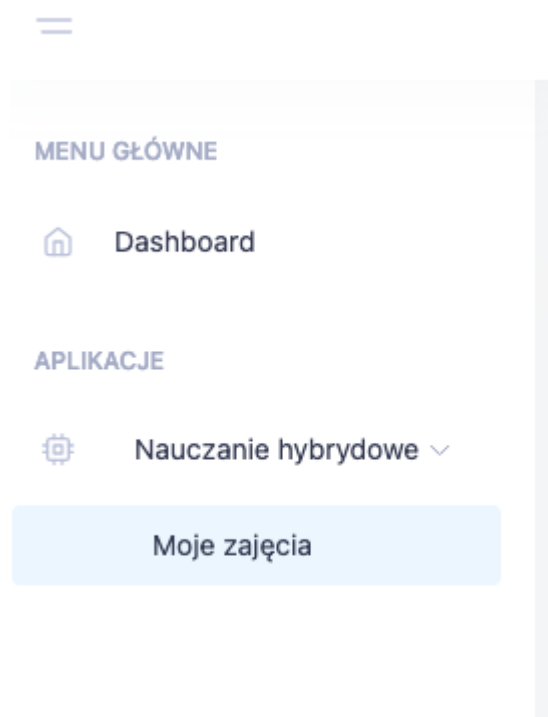 MENU GŁÓWNE
Dashboard
APLIKACJE
Nauczanie hybrydowe
Moje zajęcia